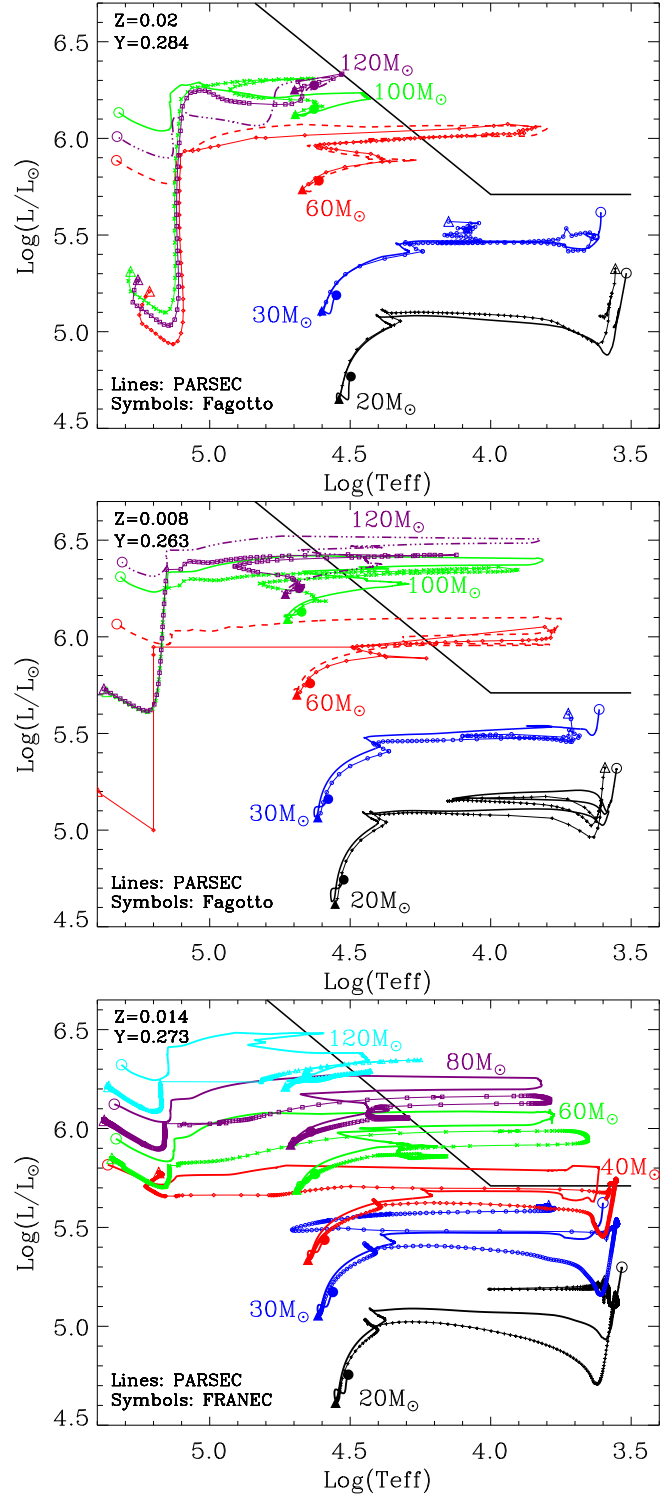 Z=0.02
Y=0.284
120M⊙
100M⊙
60M⊙
30M⊙
20M⊙
Lines: PARSEC
Symbols: Fagotto
6.5
6.0
5.5
5.0
4.5
Log(L/L⊙)
5.0 4.5 4.0 3.5
Log(Teff)
Z=0.008
Y=0.263
120M⊙
100M⊙
60M⊙
30M⊙
20M⊙
Lines: PARSEC
Symbols: Fagotto
6.5
6.0
5.5
5.0
4.5
Log(L/L⊙)
5.0 4.5 4.0 3.5
Log(Teff)
Z=0.014
Y=0.273
120M⊙
80M⊙
60M⊙
40M⊙
30M⊙
20M⊙
Lines: PARSEC
Symbols: FRANEC
6.5
6.0
5.5
5.0
4.5
Log(L/L⊙)
5.0 4.5 4.0 3.5
Log(Teff)